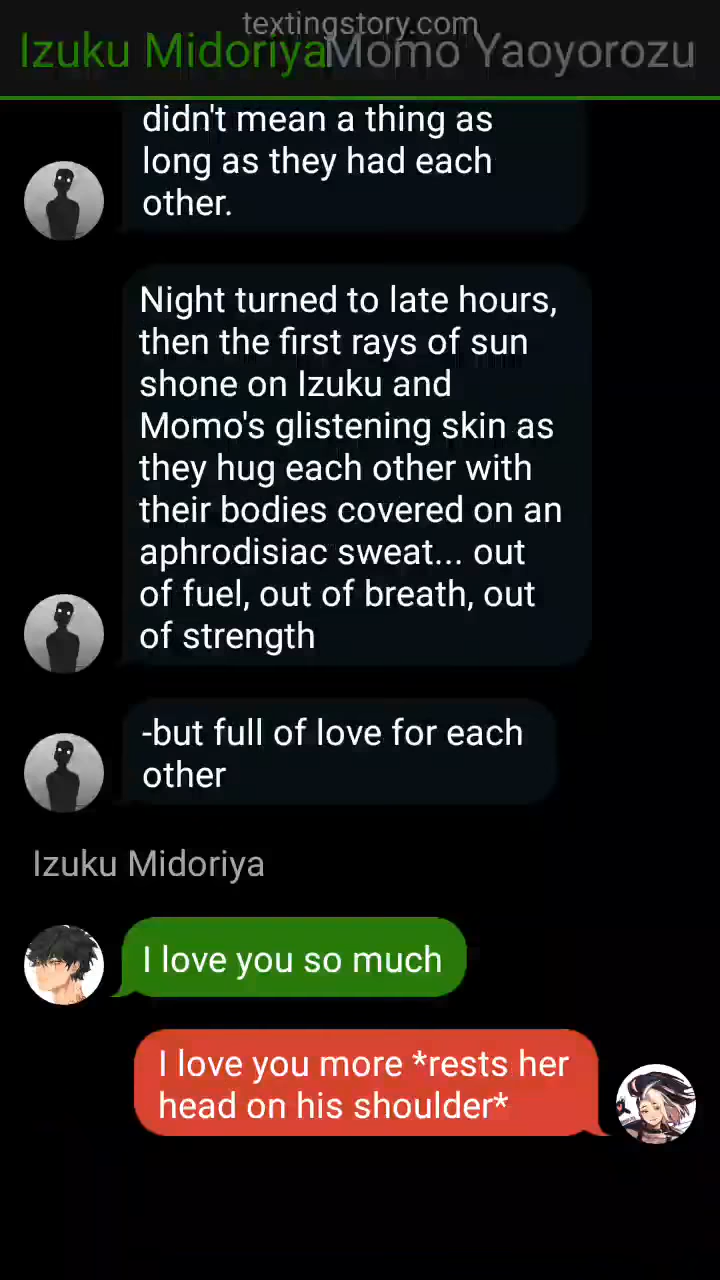 textingstory.com
Izuku Midoriya Momo Yaoyorozu
didn't mean a thing as
long as they had each
other.
Night turned to late hours,
then the first rays of sun
shone on Izuku and
Momo's glistening skin as
they hug each other with
their bodies covered on an
aphrodisiac sweat... out
of fuel, out of breath, out
of strength
-but full of love for each
other
Izuku Midoriya
I love you so much
I love you more *rests her
head on his shoulder*